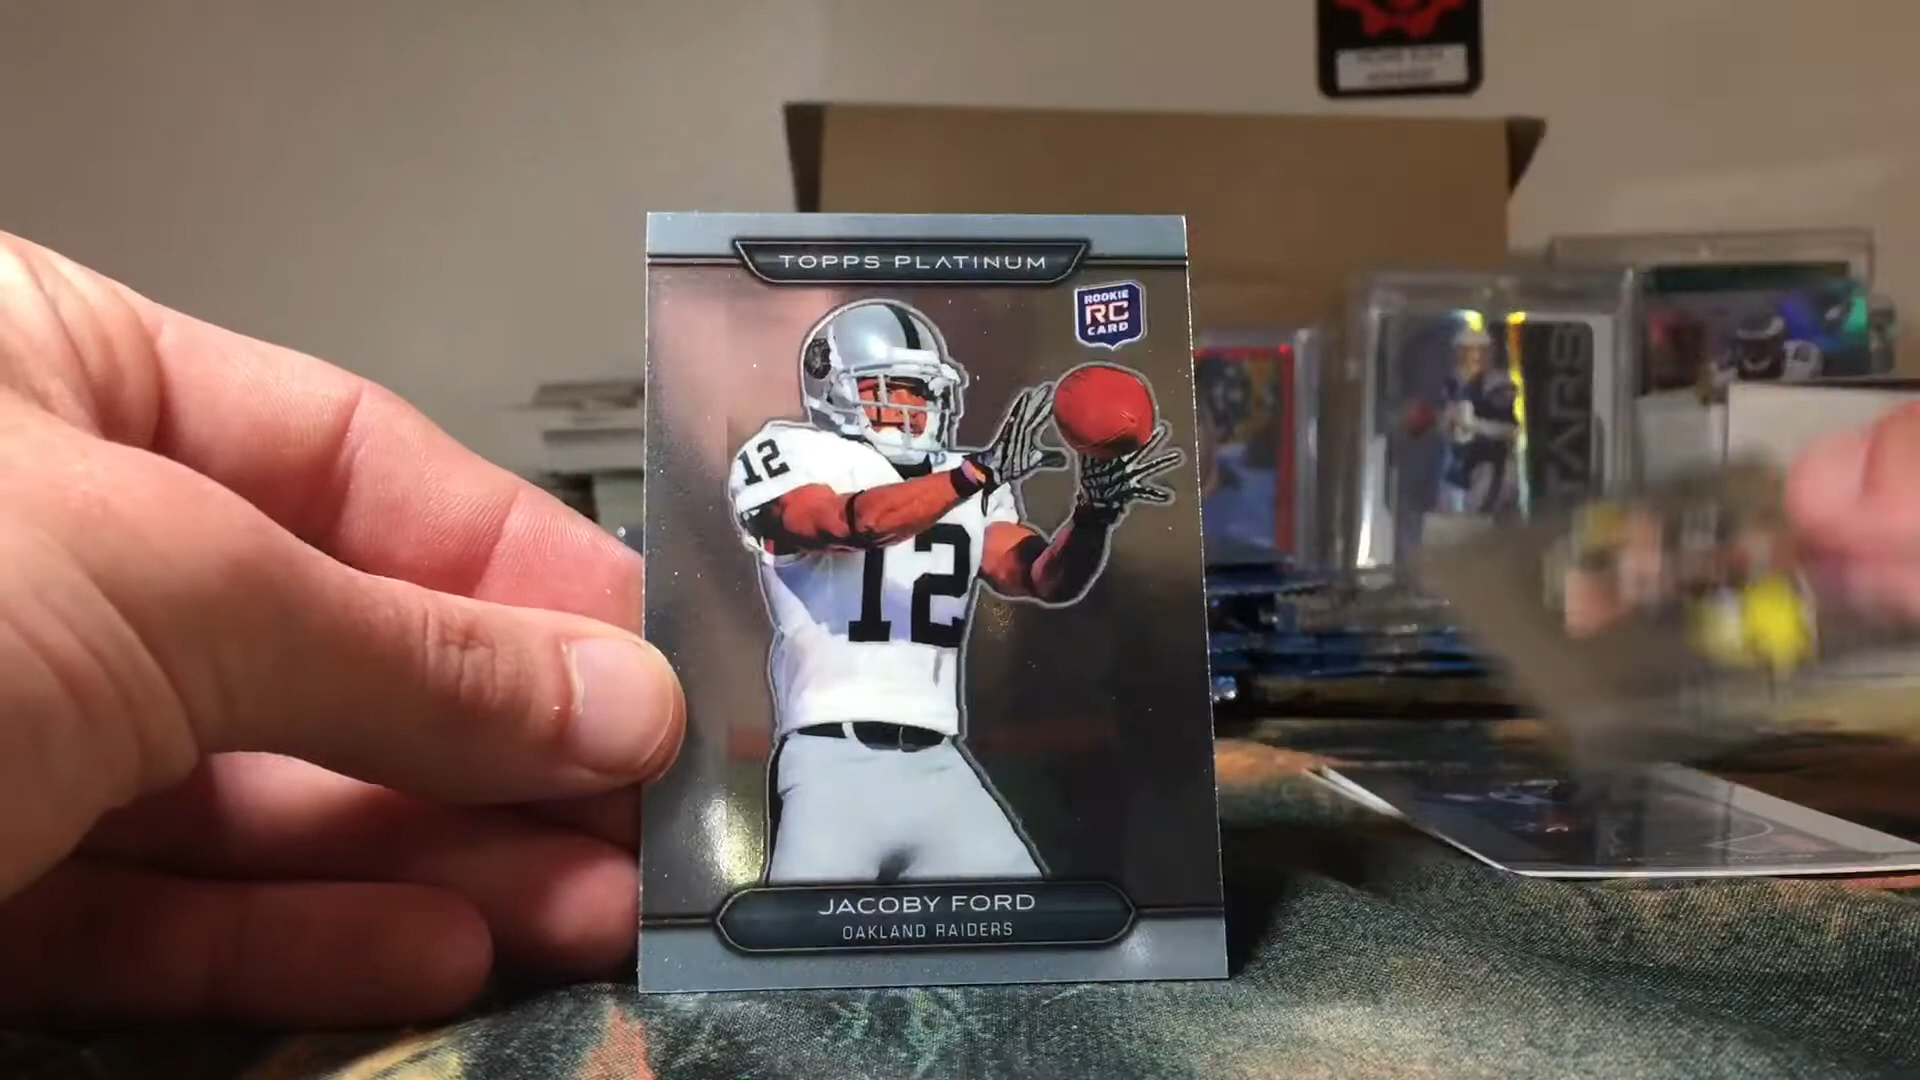 TOPPS PLATINUM
ROOKIE
RC
CARD
12
12
JACOBY FORD
OAKLAND RAIDERS